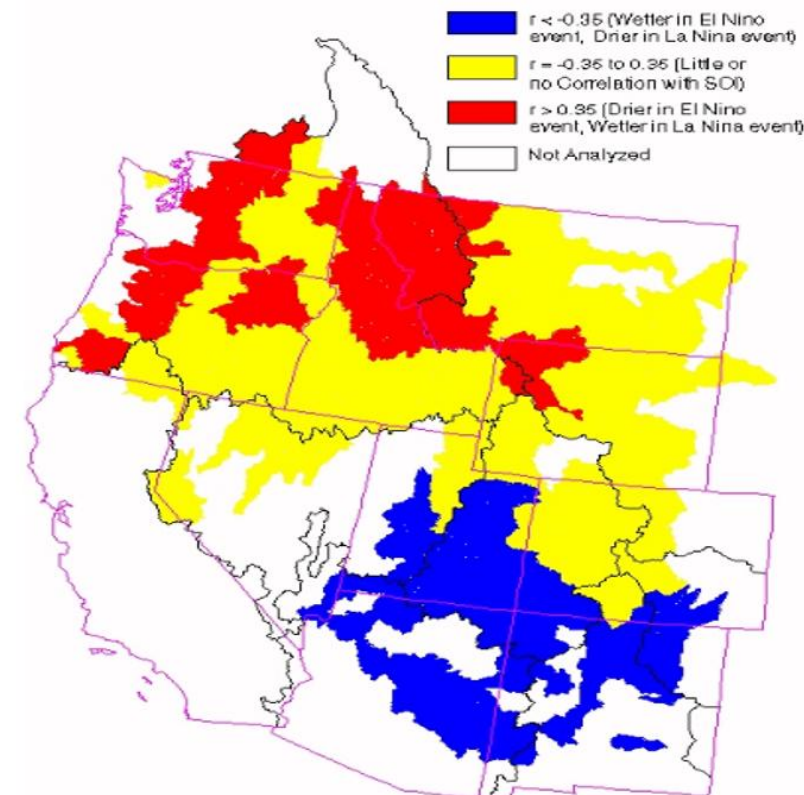 r < -0.35 (Wetter in El Nino
event, Drier in La Nina event)
r = -0.35 to 0.35 (Little or
no Correlation with SOI)
r > 0.35 (Drier in El Nino
event, Wetter in La Nina event)
Not Analyzed